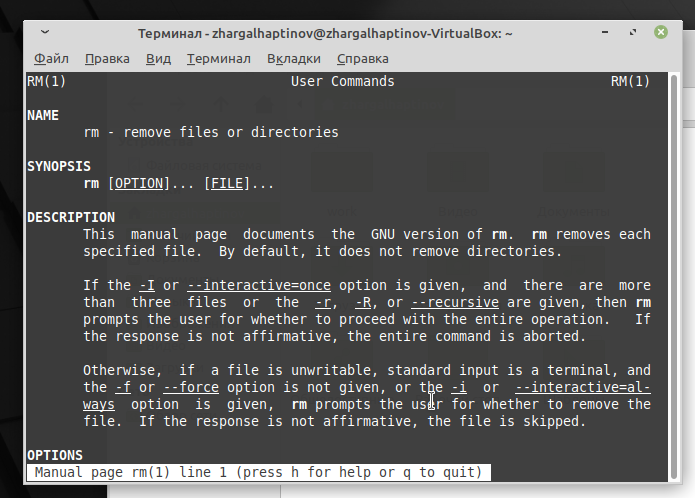 Терминал - zhargalhaptinov@zhargalhaptinov-VirtualBox: ~
Файл Правка Вид Терминал Вкладки Справка
RM(1) User Commands RM(1)
NAME
rm - remove files or directories
SYNOPSIS
rm [OPTION]... [FILE]...
DESCRIPTION
This manual page documents the GNU version of rm. rm removes each
specified file. By default, it does not remove directories.
If the -I or --interactive=once option is given, and there are more
than three files or the -r, -R, or --recursive are given, then rm
prompts the user for whether to proceed with the entire operation. If
the response is not affirmative, the entire command is aborted.
Otherwise, if a file is unwritable, standard input is a terminal, and
the -f or --force option is not given, or the -i or --interactive=al-
ways option is given, rm prompts the user for whether to remove the
file. If the response is not affirmative, the file is skipped.
OPTIONS
Manual page rm(1) line 1 (press h for help or q to quit)